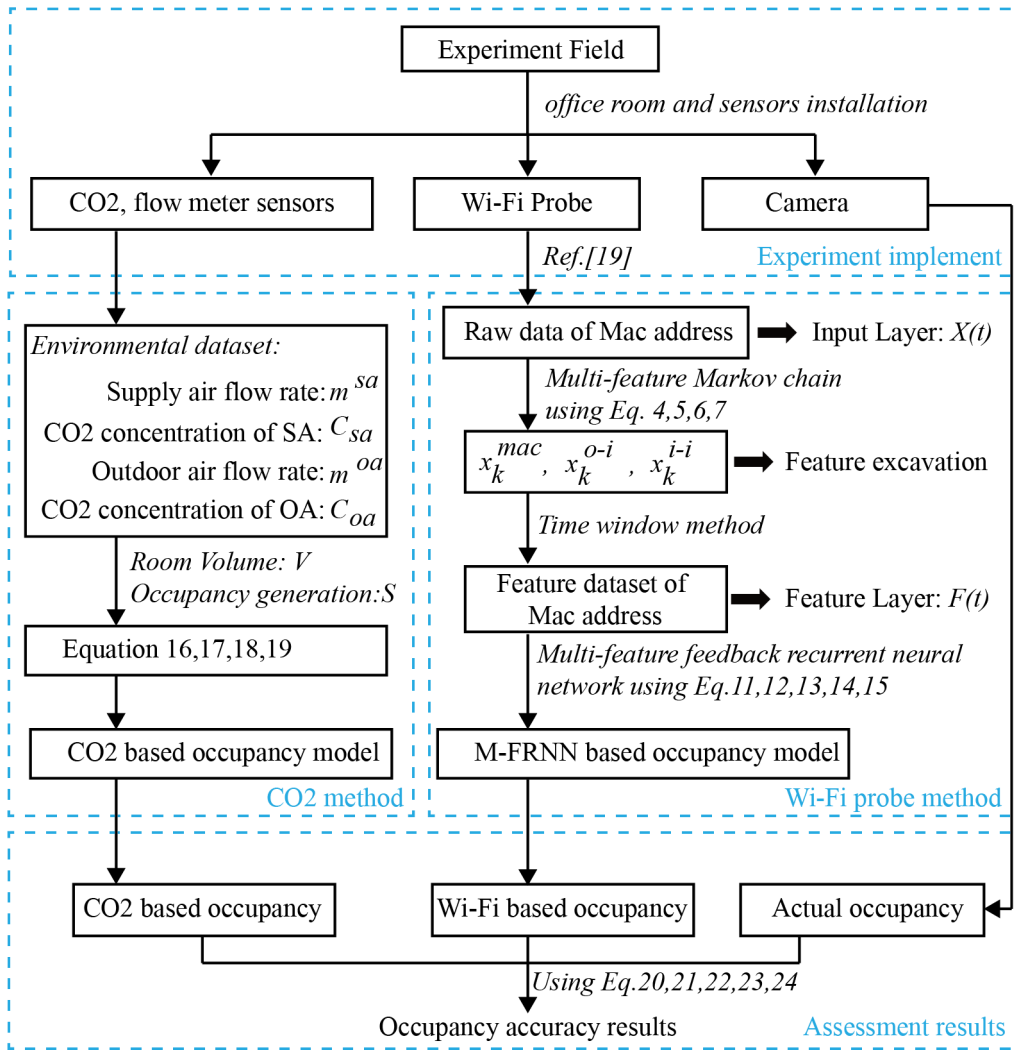 Experiment Field
office room and sensors installation
CO2, flow meter sensors
Wi-Fi Probe
Camera
Ref.[19]
Experiment implement
Environmental dataset:
Supply air flow rate: m^sa
CO2 concentration of SA: C_sa
Outdoor air flow rate: m^oa
CO2 concentration of OA: C_oa
Room Volume: V
Occupancy generation:S
Equation 16,17,18,19
CO2 based occupancy model
CO2 method
Raw data of Mac address
Input Layer: X(t)
Multi-feature Markov chain
using Eq. 4,5,6,7
x_k^mac, x_k^o-i , x_k^i-i
Feature excavation
Time window method
Feature dataset of
Mac address
Feature Layer: F(t)
Multi-feature feedback recurrent neural
network using Eq.11,12,13,14,15
M-FRNN based occupancy model
Wi-Fi probe method
CO2 based occupancy
Wi-Fi based occupancy
Actual occupancy
Using Eq.20,21,22,23,24
Occupancy accuracy results
Assessment results